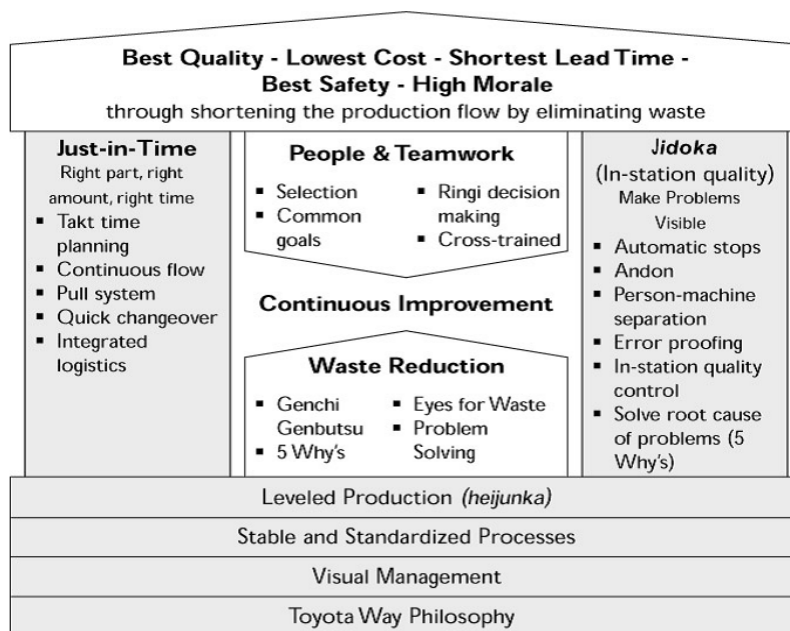 Best Quality - Lowest Cost - Shortest Lead Time -
Best Safety - High Morale
through shortening the production flow by eliminating waste
Just-in-Time
Right part, right
amount, right time
▪ Takt time
planning
▪ Continuous flow
▪ Pull system
▪ Quick changeover
▪ Integrated
logistics
People & Teamwork
▪ Selection
▪ Common
goals
▪ Ringi decision
making
▪ Cross-trained
Continuous Improvement
Waste Reduction
▪ Genchi
Genbutsu
▪ 5 Why's
▪ Eyes for Waste
▪ Problem
Solving
Jidoka
(In-station quality)
Make Problems
Visible
▪ Automatic stops
▪ Andon
▪ Person-machine
separation
▪ Error proofing
▪ In-station quality
control
▪ Solve root cause
of problems (5
Why's)
Leveled Production (heijunka)
Stable and Standardized Processes
Visual Management
Toyota Way Philosophy